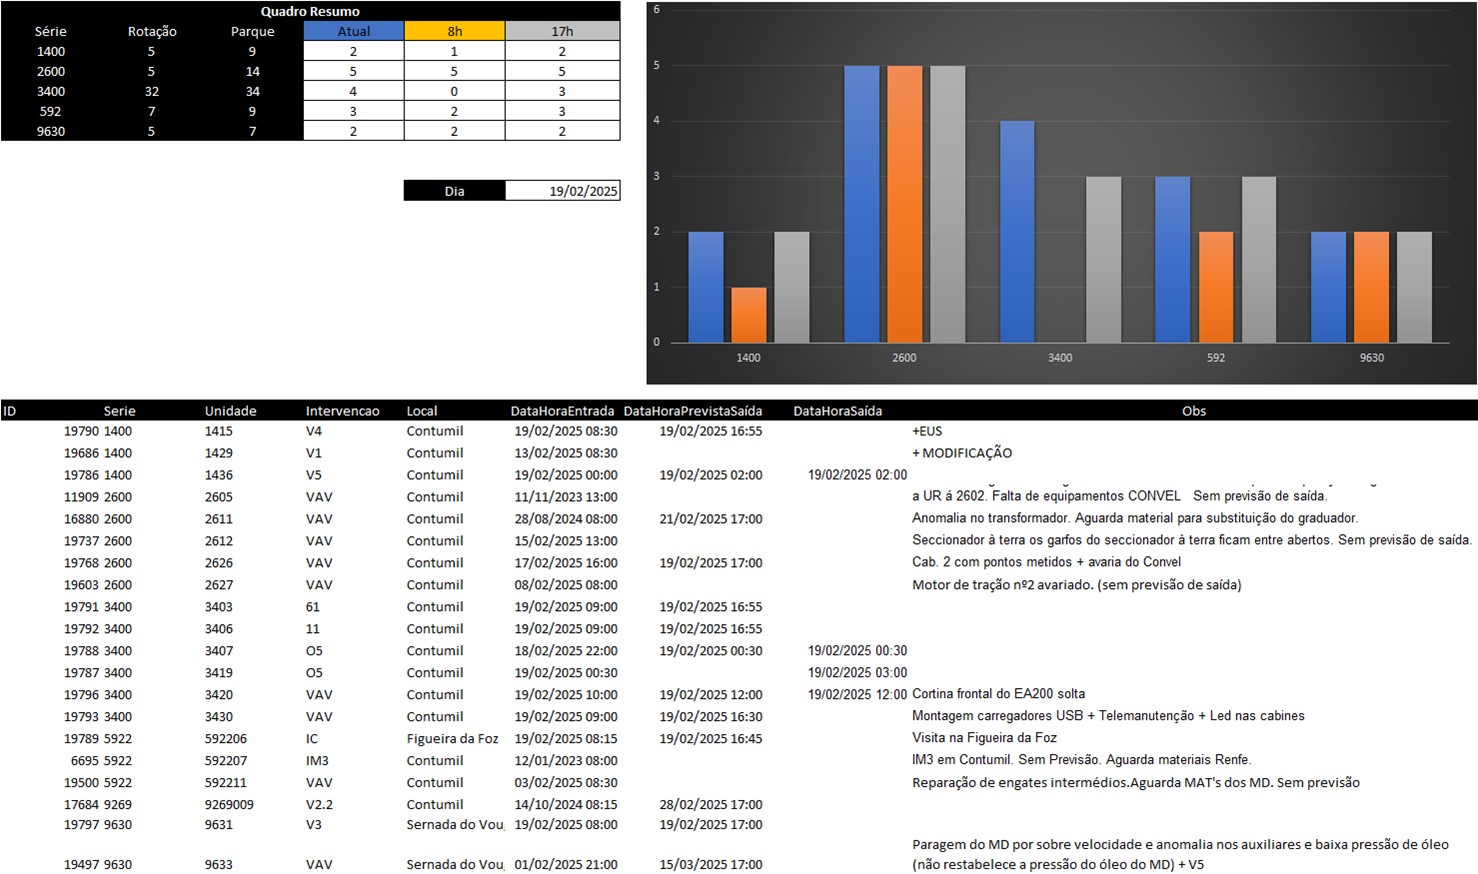 Quadro Resumo
Série Rotação Parque Atual 8h 17h
1400 5 9 2 1 2
2600 5 14 5 5 5
3400 32 34 4 0 3
592 7 9 3 2 3
9630 5 7 2 2 2
Dia 19/02/2025
6
5
4
3
2
1
0
1400 2600 3400 592 9630
ID Serie Unidade Intervencao Local DataHoraEntrada DataHoraPrevistaSaída DataHoraSaída Obs
19790 1400 1415 V4 Contumil 19/02/2025 08:30 19/02/2025 16:55 +EUS
19686 1400 1429 V1 Contumil 13/02/2025 08:30 + MODIFICAÇÃO
19786 1400 1436 V5 Contumil 19/02/2025 00:00 19/02/2025 02:00 19/02/2025 02:00
11909 2600 2605 VAV Contumil 11/11/2023 13:00 a UR á 2602. Falta de equipamentos CONVEL Sem previsão de saída.
16880 2600 2611 VAV Contumil 28/08/2024 08:00 21/02/2025 17:00 Anomalia no transformador. Aguarda material para substituição do graduador.
19737 2600 2612 VAV Contumil 15/02/2025 13:00 Seccionador à terra os garfos do seccionador à terra ficam entre abertos. Sem previsão de saída.
19768 2600 2626 VAV Contumil 17/02/2025 16:00 19/02/2025 17:00 Cab. 2 com pontos metidos + avaria do Convel
19603 2600 2627 VAV Contumil 08/02/2025 08:00 Motor de tração nº2 avariado. (sem previsão de saída)
19791 3400 3403 61 Contumil 19/02/2025 09:00 19/02/2025 16:55
19792 3400 3406 11 Contumil 19/02/2025 09:00 19/02/2025 16:55
19788 3400 3407 O5 Contumil 18/02/2025 22:00 19/02/2025 00:30 19/02/2025 00:30
19787 3400 3419 O5 Contumil 19/02/2025 00:30 19/02/2025 03:00
19796 3400 3420 VAV Contumil 19/02/2025 10:00 19/02/2025 12:00 19/02/2025 12:00 Cortina frontal do EA200 solta
19793 3400 3430 VAV Contumil 19/02/2025 09:00 19/02/2025 16:30 Montagem carregadores USB + Telemanutenção + Led nas cabines
19789 5922 592206 IC Figueira da Foz 19/02/2025 08:15 19/02/2025 16:45 Visita na Figueira da Foz
6695 5922 592207 IM3 Contumil 12/01/2023 08:00 IM3 em Contumil. Sem Previsão. Aguarda materiais Renfe.
19500 5922 592211 VAV Contumil 03/02/2025 08:30 Reparação de engates intermédios.Aguarda MAT's dos MD. Sem previsão
17684 9269 9269009 V2.2 Contumil 14/10/2024 08:15 28/02/2025 17:00
19797 9630 9631 V3 Sernada do Vou 19/02/2025 08:00 19/02/2025 17:00
19497 9630 9633 VAV Sernada do Vou 01/02/2025 21:00 15/03/2025 17:00 Paragem do MD por sobre velocidade e anomalia nos auxiliares e baixa pressão de óleo
(não restabelece a pressão do óleo do MD) + V5